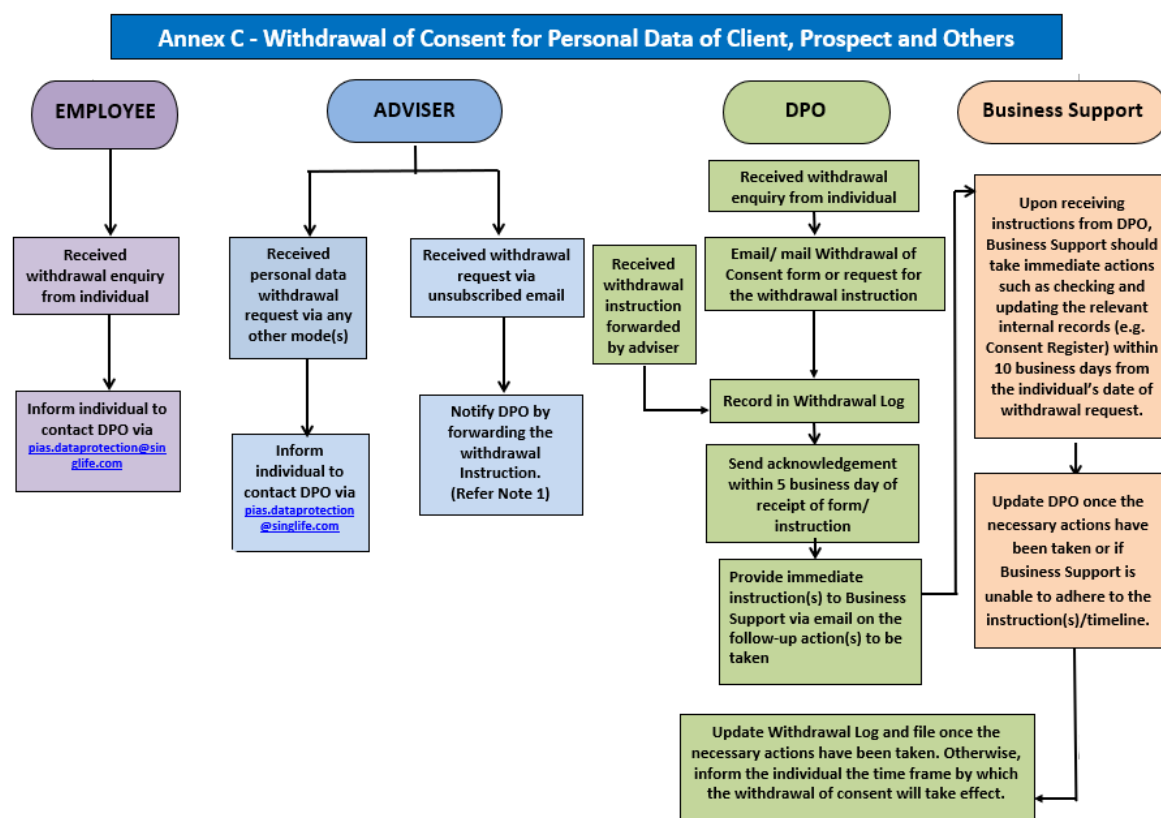 Annex C - Withdrawal of Consent for Personal Data of Client, Prospect and Others
EMPLOYEE
Received
withdrawal enquiry
from individual
Inform individual to
contact DPO via
pias.dataprotection@sin
glife.com
ADVISER
Received
personal data
withdrawal
request via any
other mode(s)
Inform
individual to
contact DPO via
pias.dataprotection
@singlife.com
Received withdrawal
request via
unsubscribed email
Notify DPO by
forwarding the
withdrawal
Instruction.
(Refer Note 1)
DPO
Received withdrawal
enquiry from individual
Email/ mail Withdrawal of
Consent form or request for
the withdrawal instruction
Received
withdrawal
instruction
forwarded
by adviser
Record in Withdrawal Log
Send acknowledgement
within 5 business day of
receipt of form/
instruction
Provide immediate
instruction(s) to Business
Support via email on the
follow-up action(s) to be
taken
Business Support
Upon receiving
instructions from DPO,
Business Support should
take immediate actions
such as checking and
updating the relevant
internal records (e.g.
Consent Register) within
10 business days from
the individual's date of
withdrawal request.
Update DPO once the
necessary actions have
been taken or if
Business Support is
unable to adhere to the
instruction(s)/timeline.
Update Withdrawal Log and file once the
necessary actions have been taken. Otherwise,
inform the individual the time frame by which
the withdrawal of consent will take effect.